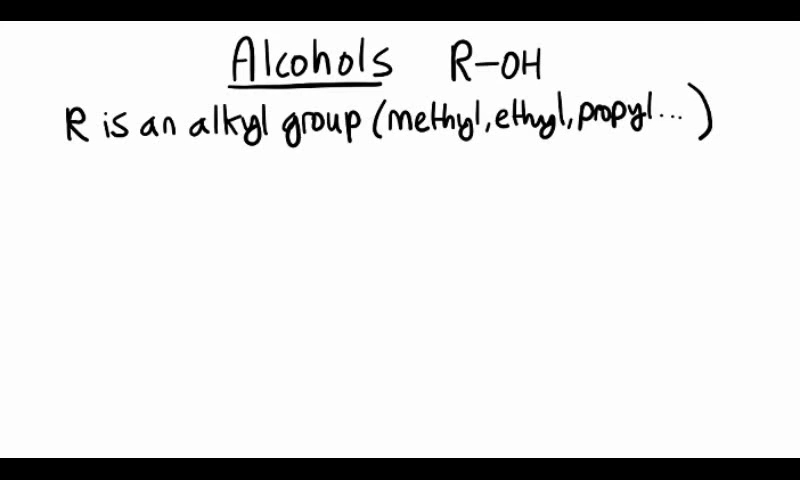 Alcohols R-OH
R is an alkyl group (methyl, ethyl, propyl...)